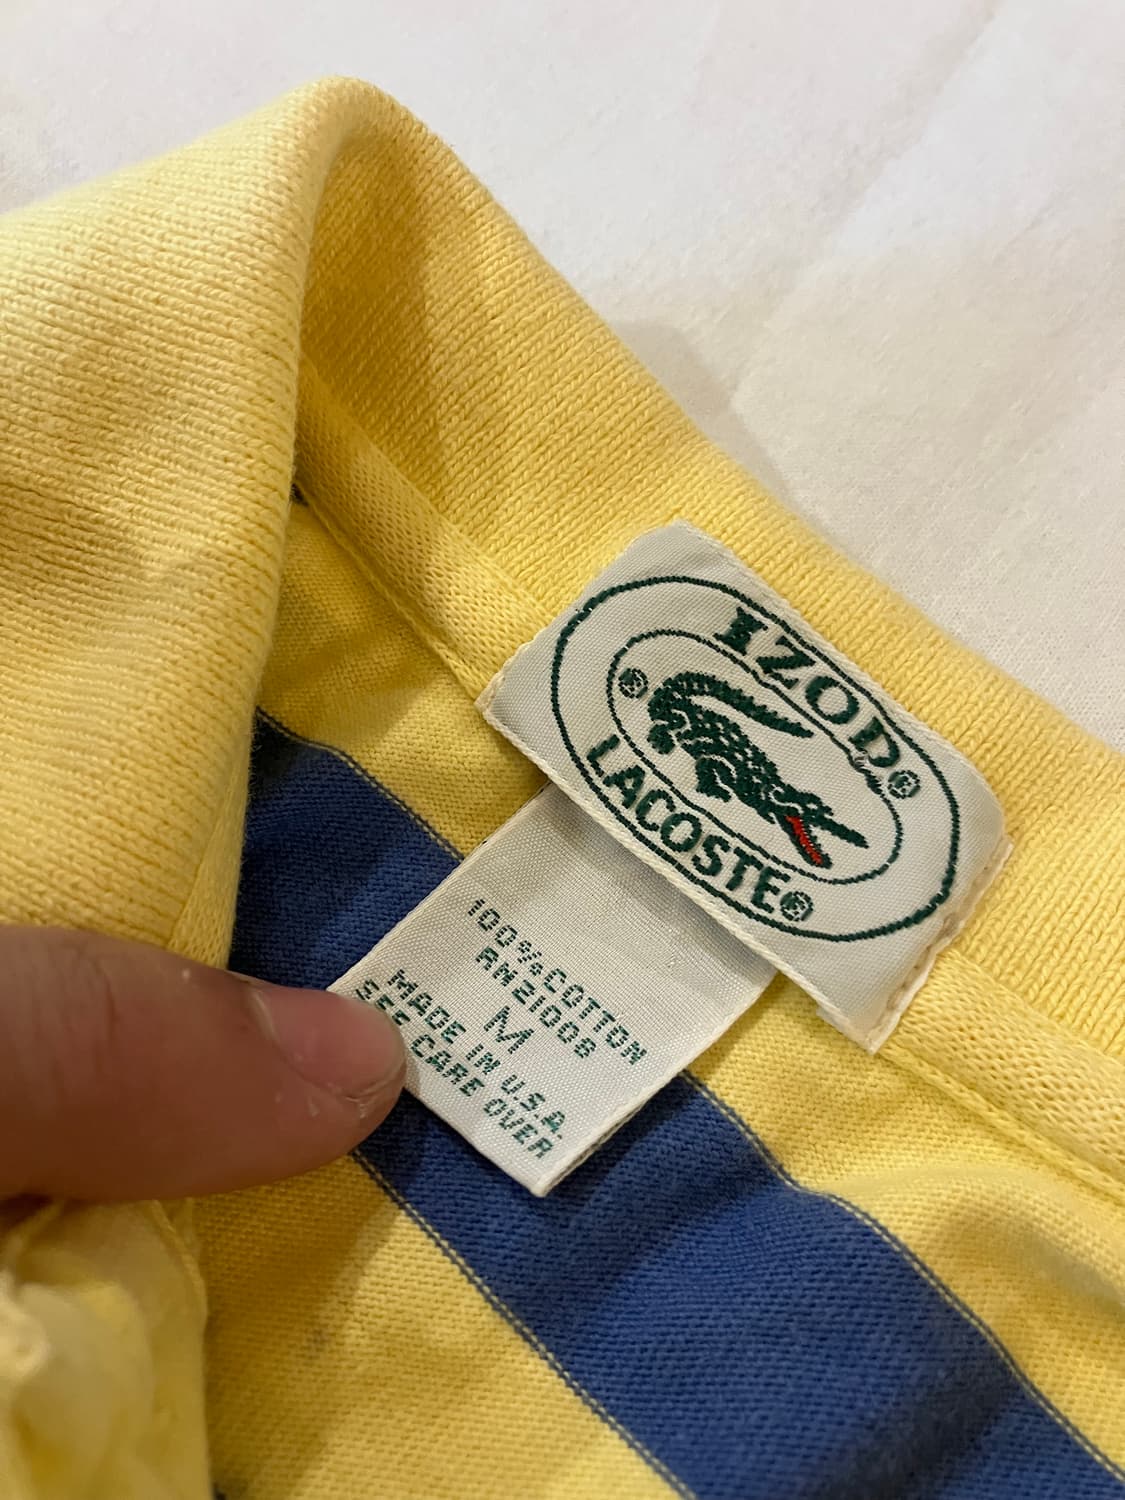 IZOD®
®
LACOSTE®
100% COTTON
RN21008
M
MADE IN U.S.A.
SEE CARE OVER